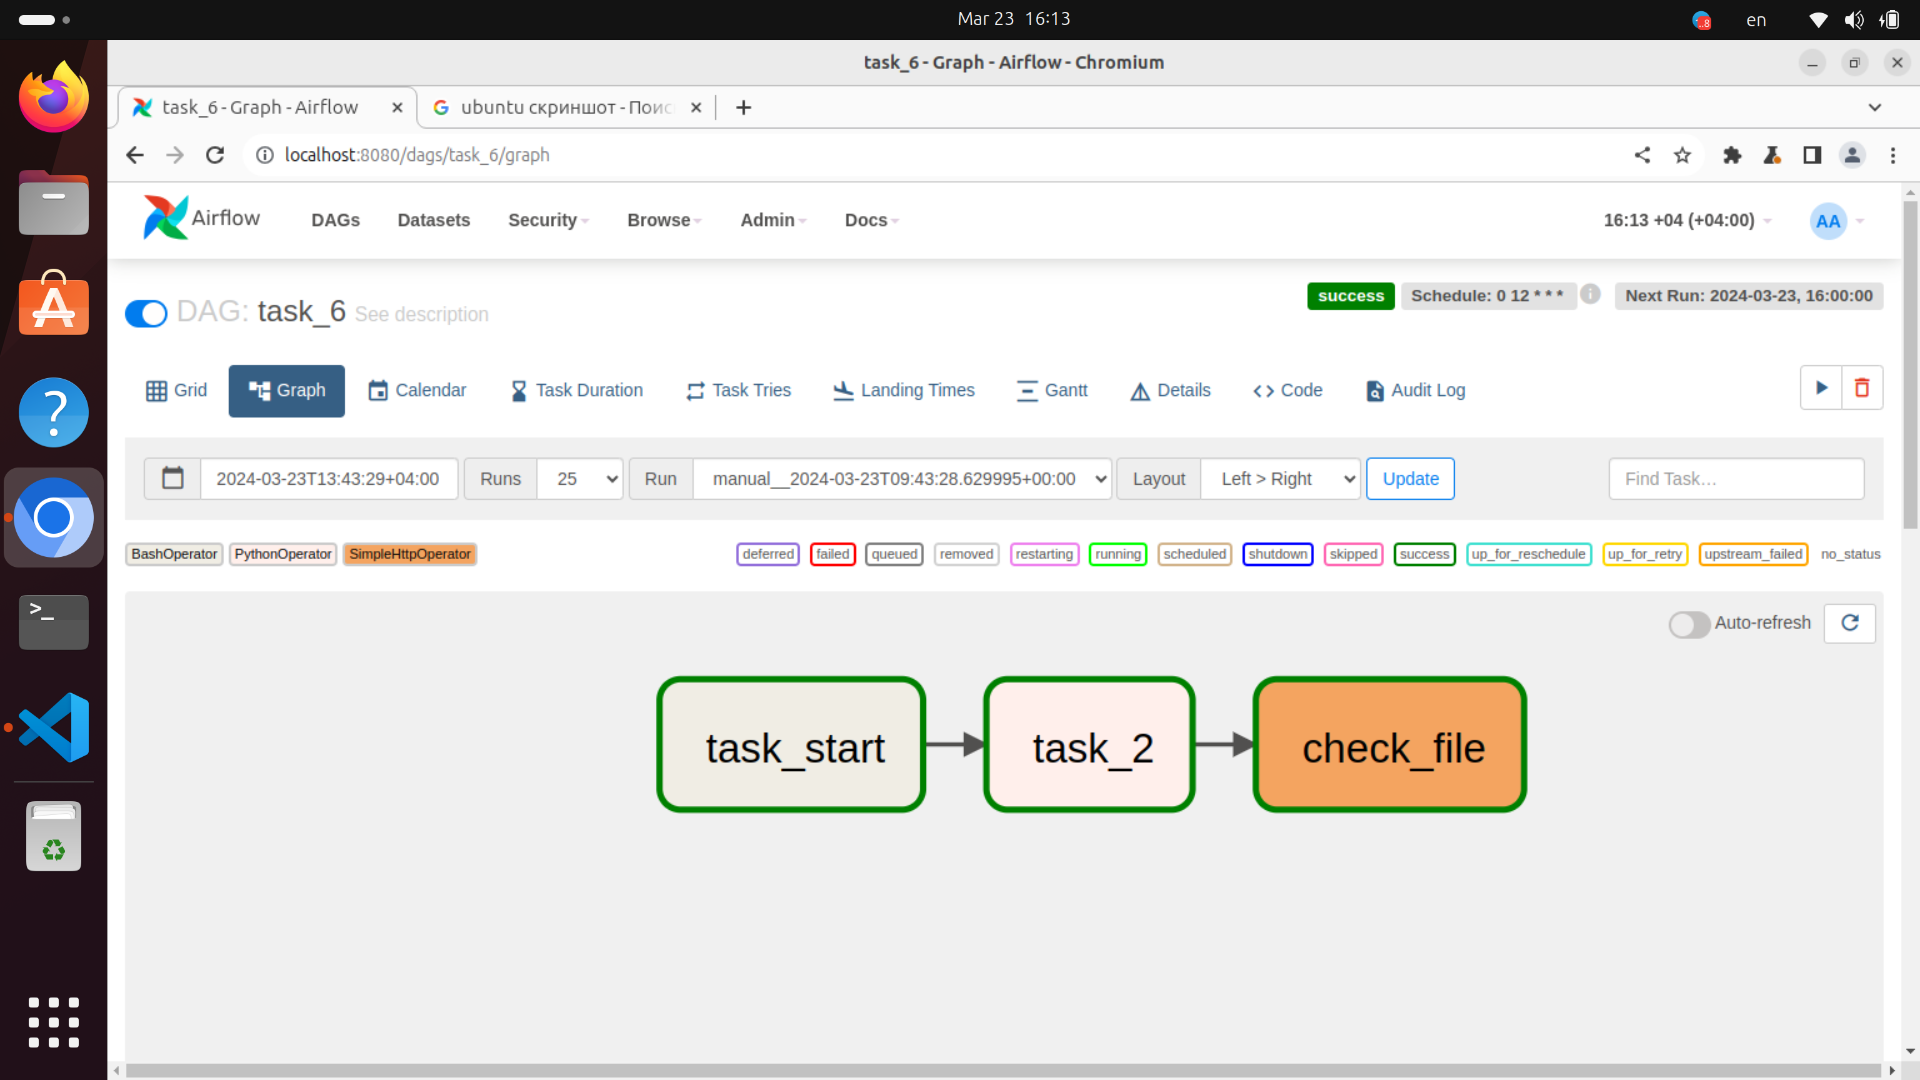 Mar 23 16:13
en
task_6 - Graph - Airflow - Chromium
task_6 - Graph - Airflow
ubuntu скриншот - Поис
localhost:8080/dags/task_6/graph
Airflow
DAGs
Datasets
Security
Browse
Admin
Docs
16:13 +04 (+04:00)
AA
DAG: task_6 See description
success
Schedule: 0 12 * * *
Next Run: 2024-03-23, 16:00:00
Grid
Graph
Calendar
Task Duration
Task Tries
Landing Times
Gantt
Details
Code
Audit Log
2024-03-23T13:43:29+04:00
Runs
25
Run
manual__2024-03-23T09:43:28.629995+00:00
Layout
Left > Right
Update
Find Task...
BashOperator
PythonOperator
SimpleHttpOperator
deferred
failed
queued
removed
restarting
running
scheduled
shutdown
skipped
success
up_for_reschedule
up_for_retry
upstream_failed
no_status
Auto-refresh
task_start
task_2
check_file